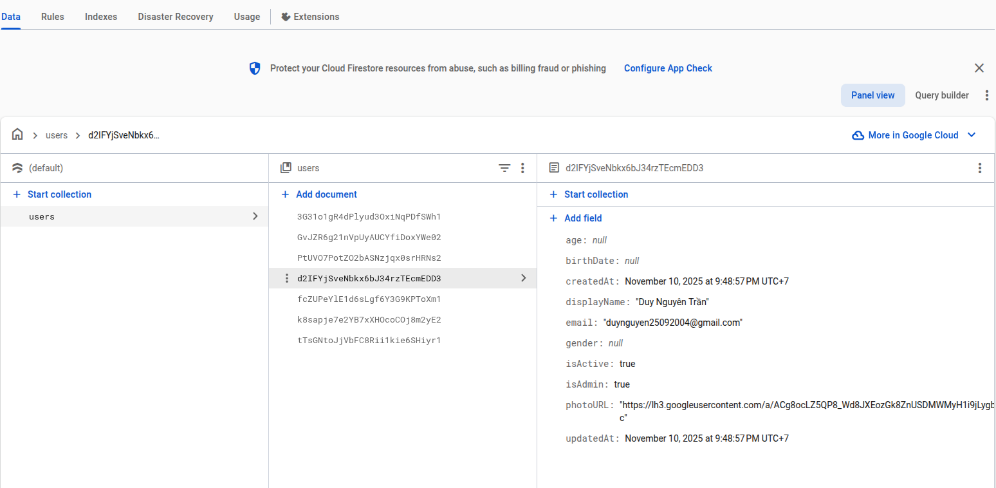 Data Rules Indexes Disaster Recovery Usage Extensions
Protect your Cloud Firestore resources from abuse, such as billing fraud or phishing Configure App Check
Panel view Query builder
users d2IFYjSveNbkx6...
More in Google Cloud
(default)
Start collection
users
users
Add document
3G31o1gR4dPlyud3OxiNqPDfSWh1
GvJZR6g21nVpUyAUCYfiDoxYWe02
PtUVO7PotZO2bASNzjqx0srHRNs2
d2IFYjSveNbkx6bJ34rzTEcmEDD3
fcZUPeYlE1d6sLgf6Y3G9KPToXm1
k8sapje7e2YB7xXHOcoCOj8m2yE2
tTsGNtoJjVbFC8Rii1kie6SHiyr1
d2IFYjSveNbkx6bJ34rzTEcmEDD3
Start collection
Add field
age: null
birthDate: null
createdAt: November 10, 2025 at 9:48:57 PM UTC+7
displayName: "Duy Nguyên Trần"
email: "duynguyen25092004@gmail.com"
gender: null
isActive: true
isAdmin: true
photoURL: "https://lh3.googleusercontent.com/a/ACg8ocLZ5QP8_Wd8JXEozGk8ZnUSDMWMyH1i9jLygb
c"
updatedAt: November 10, 2025 at 9:48:57 PM UTC+7